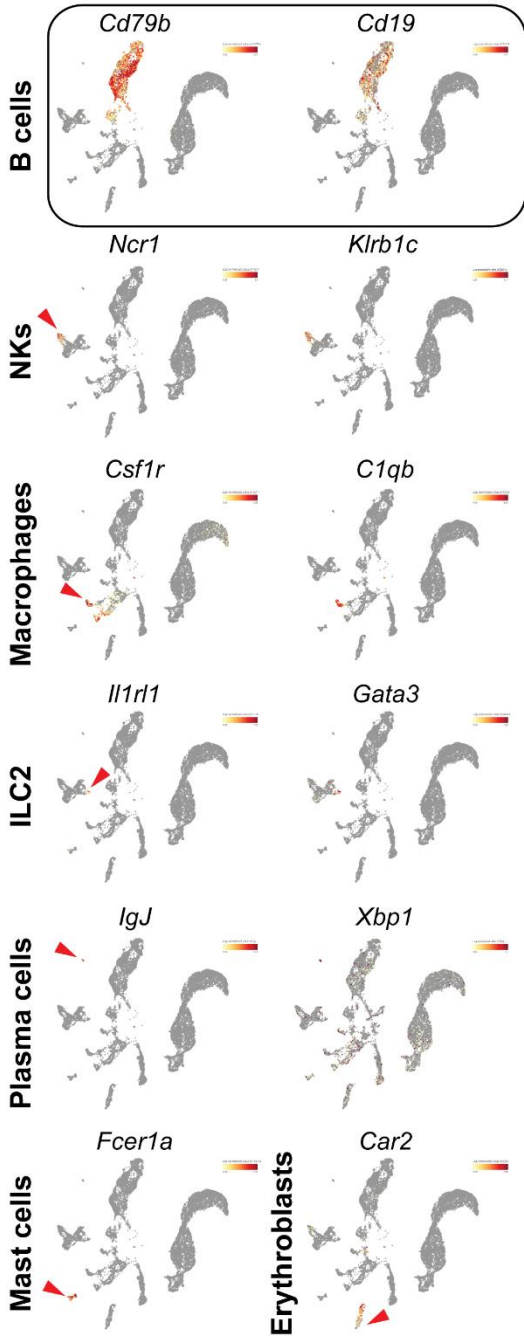 B cells
Cd79b Cd19
NKs
Ncr1 Klrb1c
Macrophages
Csf1r C1qb
ILC2
Il1rl1 Gata3
Plasma cells
IgJ Xbp1
Mast cells
Fcer1a
Erythroblasts
Car2